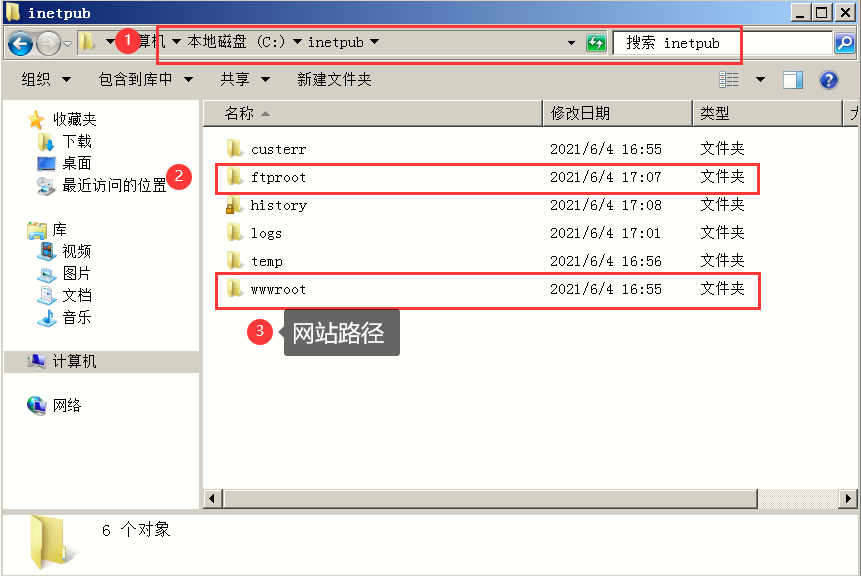 inetpub
1 算机 本地磁盘 (C:) inetpub 搜索 inetpub
组织 包含到库中 共享 新建文件夹
名称 修改日期 类型
收藏夹
下载
桌面
最近访问的位置
2
库
视频
图片
文档
音乐
计算机
网络
custerr 2021/6/4 16:55 文件夹
ftproot 2021/6/4 17:07 文件夹
history 2021/6/4 17:08 文件夹
logs 2021/6/4 17:01 文件夹
temp 2021/6/4 16:56 文件夹
wwwroot 2021/6/4 16:55 文件夹
3 网站路径
6 个对象